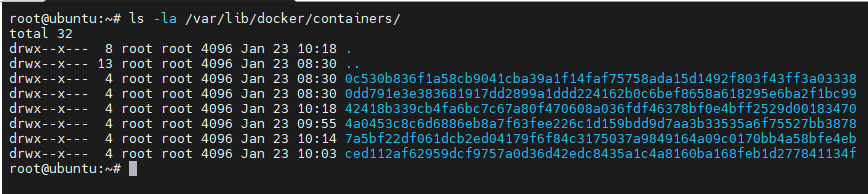 root@ubuntu:~# ls -la /var/lib/docker/containers/
total 32
drwx--x---  8 root root 4096 Jan 23 10:18 .
drwx--x--- 13 root root 4096 Jan 23 08:30 ..
drwx--x---  4 root root 4096 Jan 23 08:30 0c530b836f1a58cb9041cba39a1f14faf75758ada15d1492f803f43ff3a03338
drwx--x---  4 root root 4096 Jan 23 08:30 0dd791e3e383681917dd2899a1ddd224162b0c6bef8658a618295e6ba2f1bc99
drwx--x---  4 root root 4096 Jan 23 10:18 42418b339cb4fa6bc7c67a80f470608a036fdf46378bf0e4bff2529d00183470
drwx--x---  4 root root 4096 Jan 23 09:55 4a0453c8c6d6886eb8a7f63fee226c1d159bdd9d7aa3b33535a6f75527bb3878
drwx--x---  4 root root 4096 Jan 23 10:14 7a5bf22df061dcb2ed04179f6f84c3175037a9849164a09c0170bb4a58bfe4eb
drwx--x---  4 root root 4096 Jan 23 10:03 ced112af62959dcf9757a0d36d42edc8435a1c4a8160ba168feb1d277841134f
root@ubuntu:~#